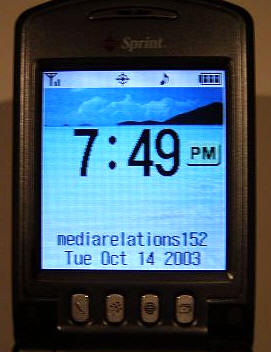 Sprint
7:49 PM
mediarelations152
Tue Oct 14 2003